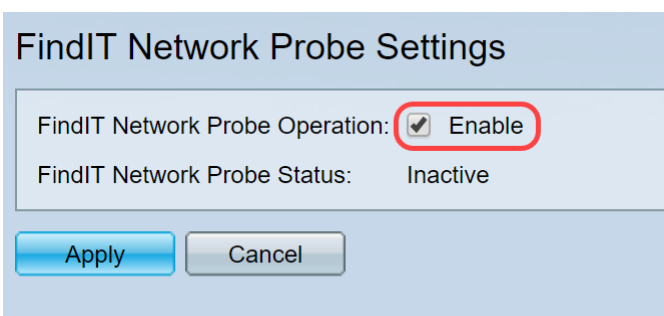 FindIT Network Probe Settings
FindIT Network Probe Operation: Enable
FindIT Network Probe Status: Inactive
Apply Cancel